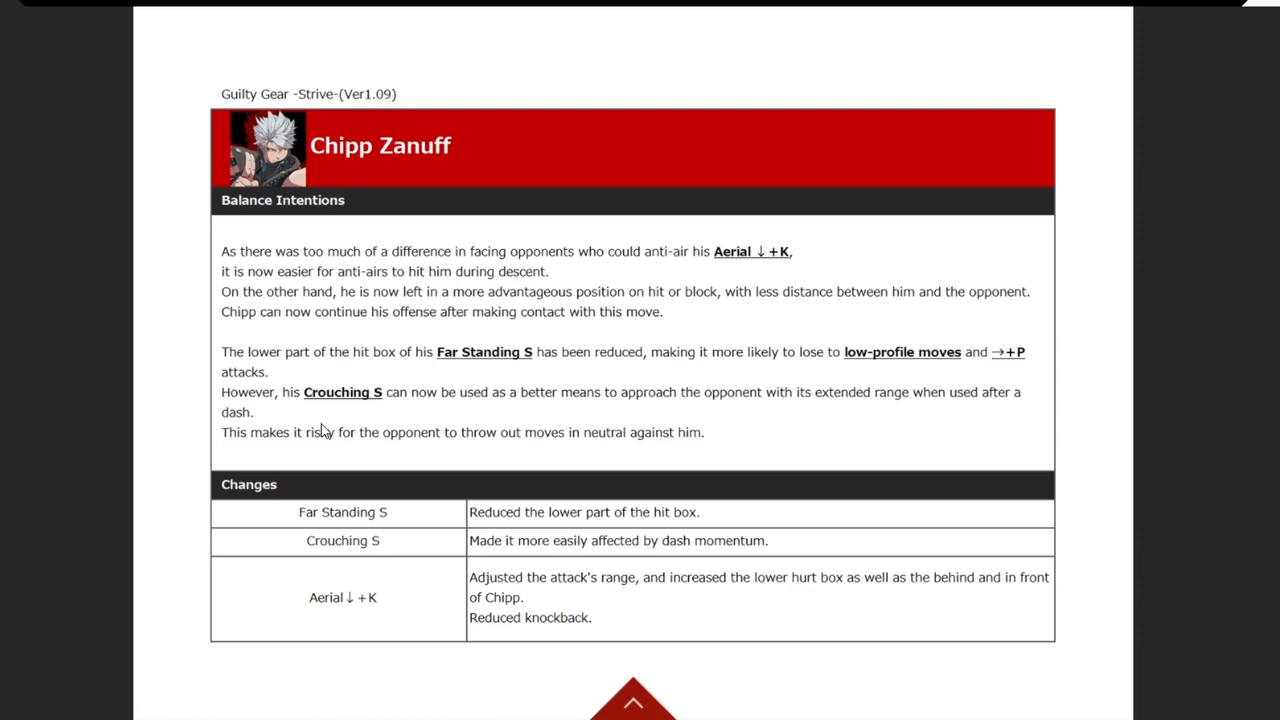 Guilty Gear -Strive-(Ver1.09)
Chipp Zanuff
Balance Intentions
As there was too much of a difference in facing opponents who could anti-air his Aerial ↓+K,
it is now easier for anti-airs to hit him during descent.
On the other hand, he is now left in a more advantageous position on hit or block, with less distance between him and the opponent.
Chipp can now continue his offense after making contact with this move.
The lower part of the hit box of his Far Standing S has been reduced, making it more likely to lose to low-profile moves and →+P
attacks.
However, his Crouching S can now be used as a better means to approach the opponent with its extended range when used after a
dash.
This makes it risky for the opponent to throw out moves in neutral against him.
Changes
Far Standing S Reduced the lower part of the hit box.
Crouching S Made it more easily affected by dash momentum.
Aerial↓+K Adjusted the attack's range, and increased the lower hurt box as well as the behind and in front
of Chipp.
Reduced knockback.